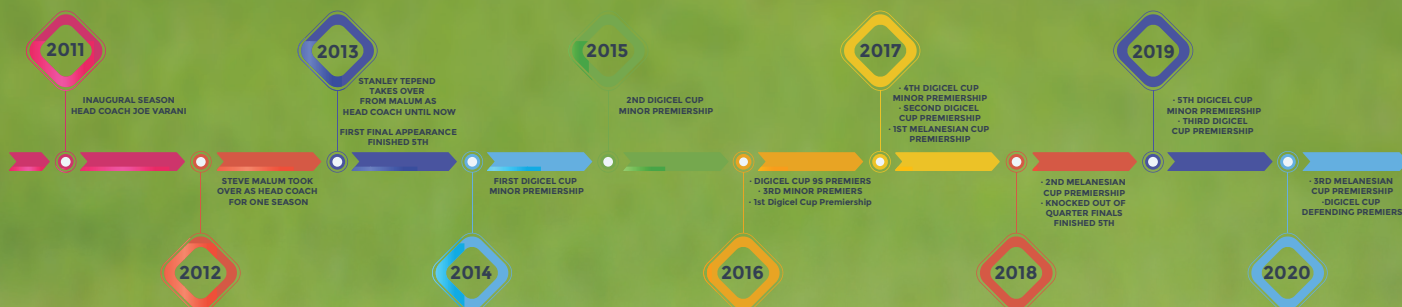 2011
INAUGURAL SEASON
HEAD COACH JOE VARANI
2012
STEVE MALUM TOOK
OVER AS HEAD COACH
FOR ONE SEASON
2013
STANLEY TEPEND
TAKES OVER
FROM MALUM AS
HEAD COACH UNTIL NOW
FIRST FINAL APPEARANCE
FINISHED 5TH
2014
FIRST DIGICEL CUP
MINOR PREMIERSHIP
2015
2ND DIGICEL CUP
MINOR PREMIERSHIP
2016
· DIGICEL CUP 9S PREMIERS
· 3RD MINOR PREMIERS
· 1st Digicel Cup Premiership
2017
· 4TH DIGICEL CUP
MINOR PREMIERSHIP
· SECOND DIGICEL
CUP PREMIERSHIP
· 1ST MELANESIAN CUP
PREMIERSHIP
2018
· 2ND MELANESIAN
CUP PREMIERSHIP
· KNOCKED OUT OF
QUARTER FINALS
FINISHED 5TH
2019
· 5TH DIGICEL CUP
MINOR PREMIERSHIP
· THIRD DIGICEL
CUP PREMIERSHIP
2020
· 3RD MELANESIAN
CUP PREMIERSHIP
·DIGICEL CUP
DEFENDING PREMIERS